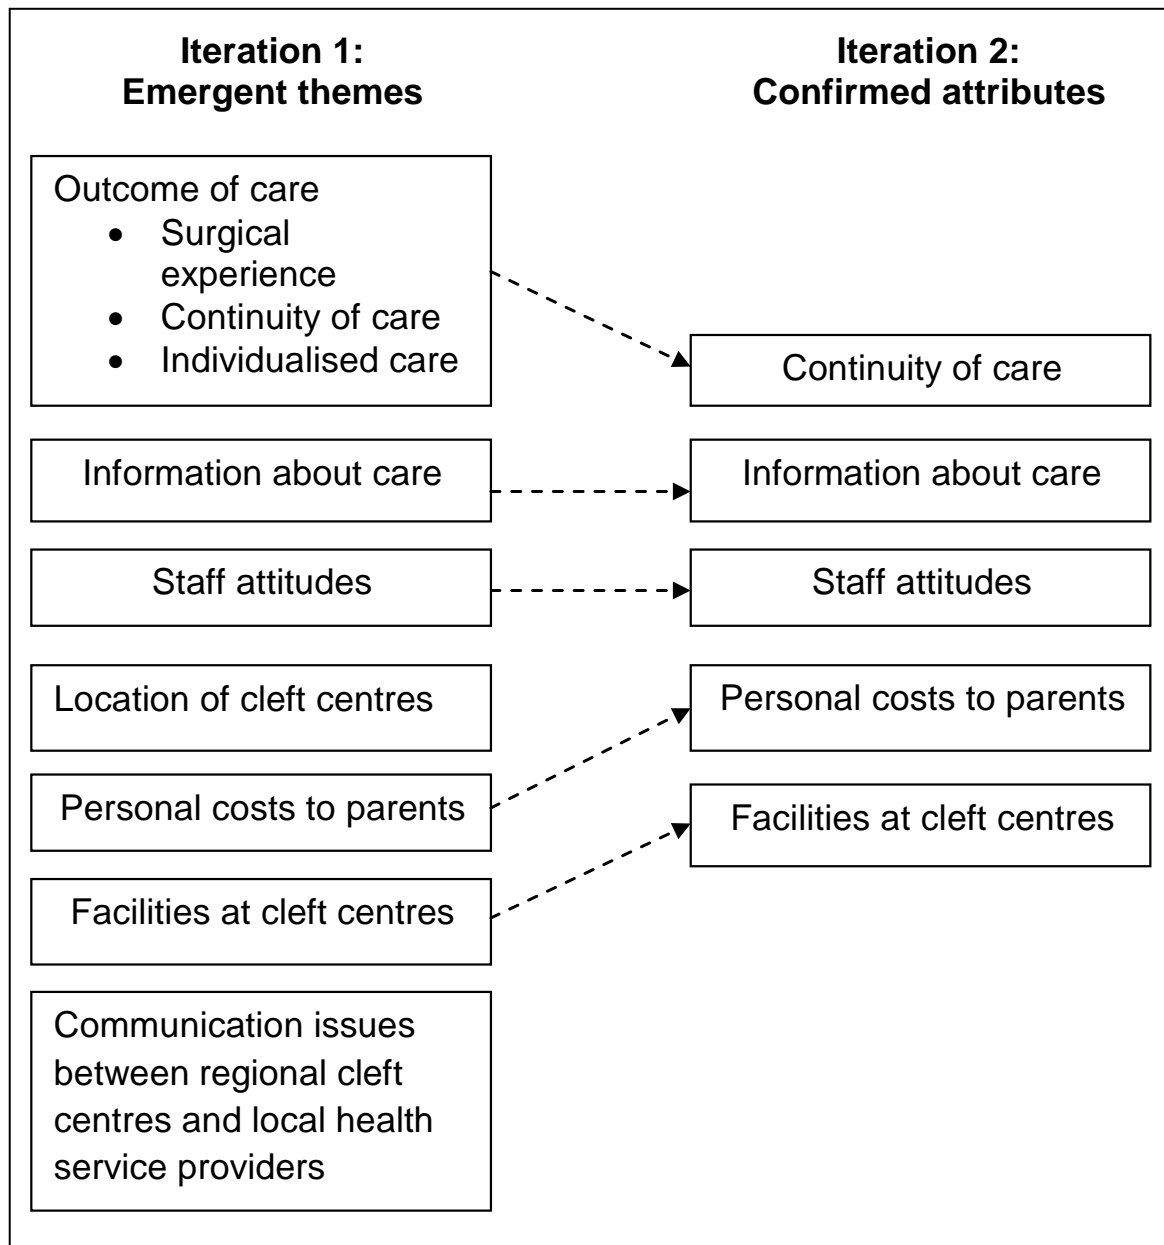 Iteration 1:
Emergent themes
Iteration 2:
Confirmed attributes
Outcome of care
• Surgical
experience
• Continuity of care
• Individualised care
Continuity of care
Information about care
Information about care
Staff attitudes
Staff attitudes
Location of cleft centres
Personal costs to parents
Personal costs to parents
Facilities at cleft centres
Facilities at cleft centres
Communication issues
between regional cleft
centres and local health
service providers